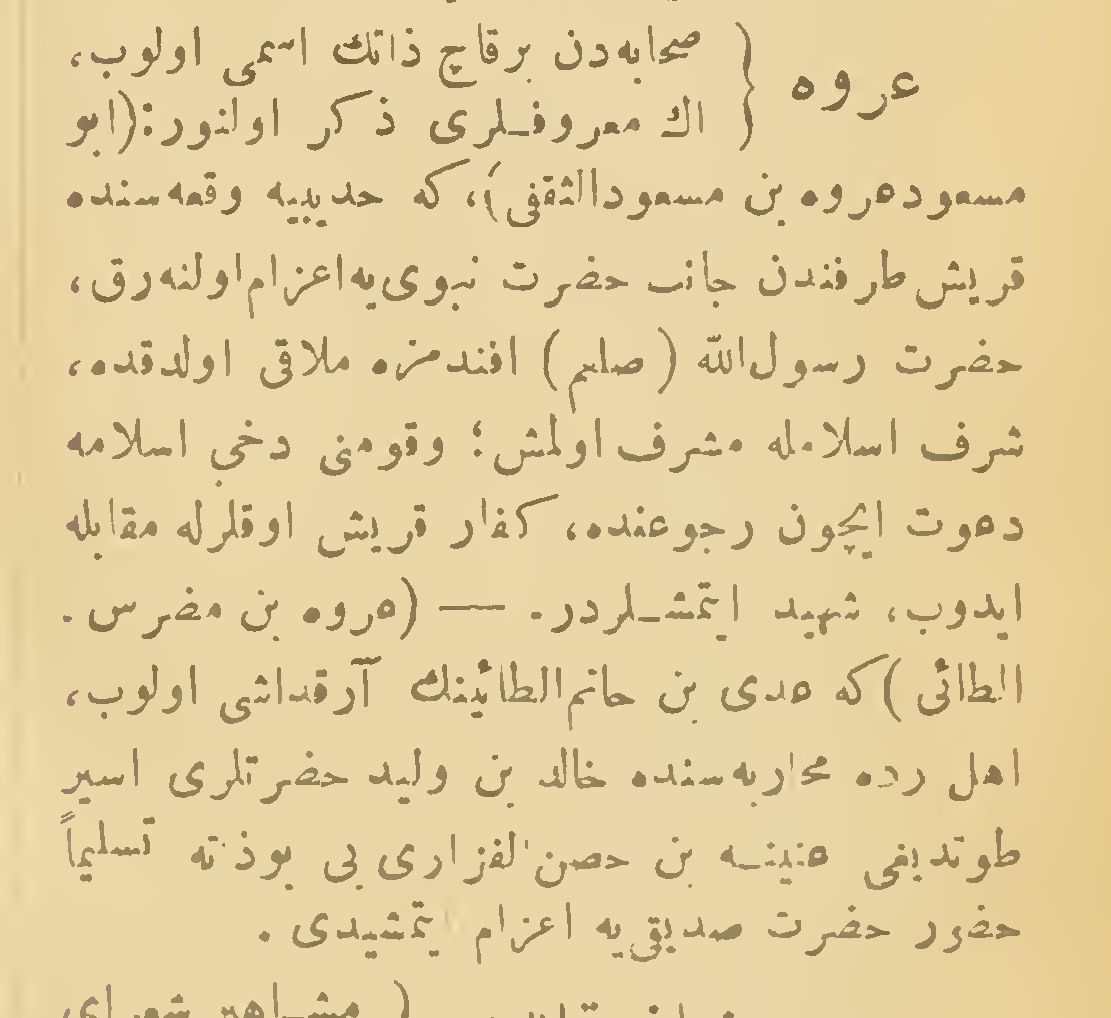 عروه { صحابه‌دن برقاچ ذاتك اسمی اولوب،
اك معروفلری ذكر اولنور: (ابو
مسعود عروه بن مسعود الثقفی)، كه حدیبیه وقعه‌سنده
قریش طرفندن جانب حضرت نبوی‌یه اعزام اولنه‌رق،
حضرت رسول‌الله (صلعم) افندمزه ملاقی اولدقده،
شرف اسلامله مشرف اولمش؛ وقومنی دخی اسلامه
دعوت ایچون رجوعنده، كفار قریش اوقلرله مقابله
ایدوب، شهید ایتمشلردر. — (عروه بن مضرس.
الطائی) كه عدی بن حاتم الطائینك آرقداشی اولوب،
اهل رده محاربه‌سنده خالد بن ولید حضرتلری اسیر
طوتدیغی عنینه بن حصن الفزاری بی بوذته تسلیماً
حضور حضرت صدیقی‌یه اعزام یتمشیدی.
(مشاهیر شعرای